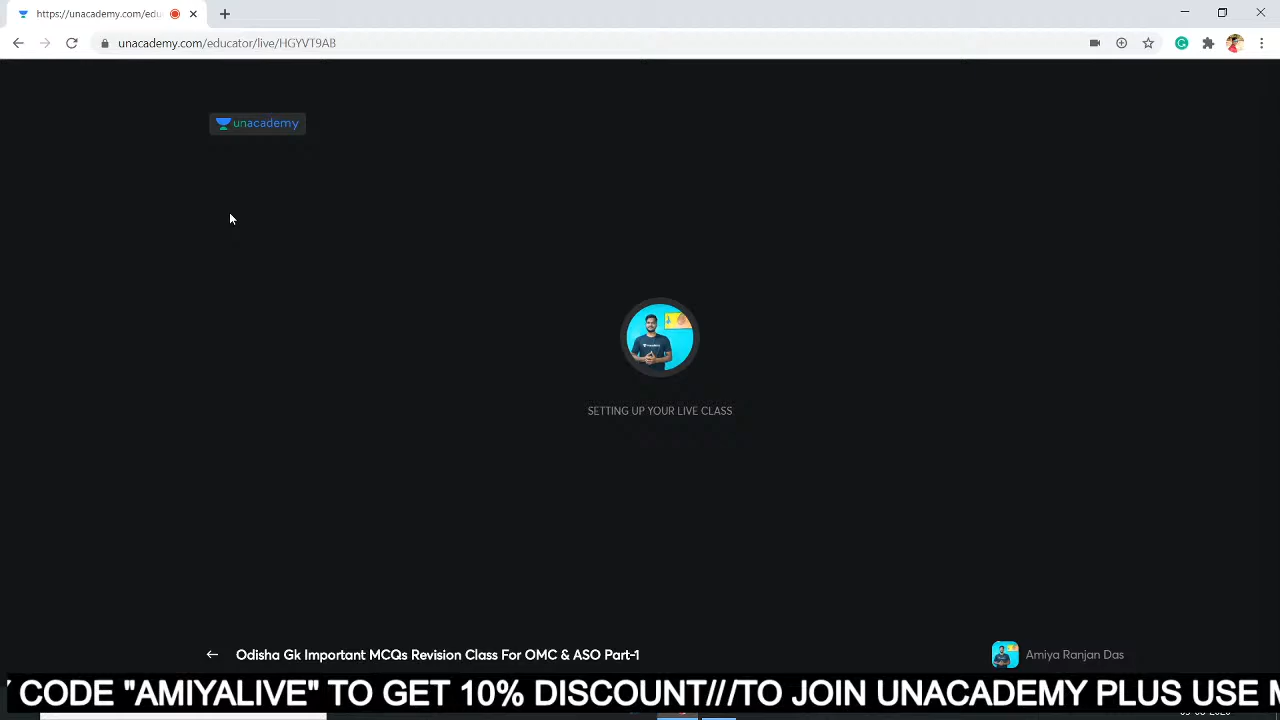 https://unacademy.com/edu
unacademy.com/educator/live/HGYVT9AB
unacademy
SETTING UP YOUR LIVE CLASS
Odisha Gk Important MCQs Revision Class For OMC & ASO Part-1
Amiya Ranjan Das
CODE "AMIYALIVE" TO GET 10% DISCOUNT///TO JOIN UNACADEMY PLUS USE M